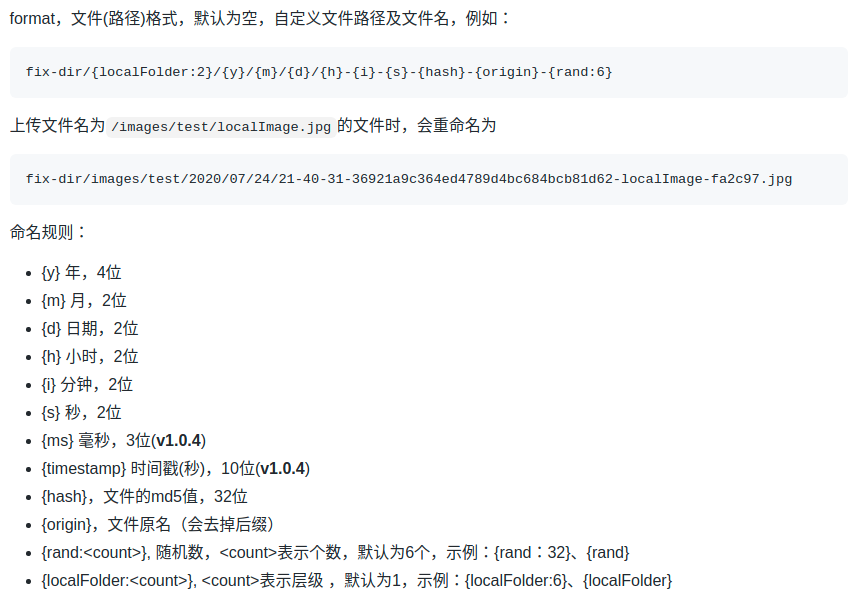 format，文件(路径)格式，默认为空，自定义文件路径及文件名，例如：
fix-dir/{localFolder:2}/{y}/{m}/{d}/{h}-{i}-{s}-{hash}-{origin}-{rand:6}
上传文件名为 /images/test/localImage.jpg 的文件时，会重命名为
fix-dir/images/test/2020/07/24/21-40-31-36921a9c364ed4789d4bc684bcb81d62-localImage-fa2c97.jpg
命名规则：
• {y} 年，4位
• {m} 月，2位
• {d} 日期，2位
• {h} 小时，2位
• {i} 分钟，2位
• {s} 秒，2位
• {ms} 毫秒，3位(v1.0.4)
• {timestamp} 时间戳(秒)，10位(v1.0.4)
• {hash}，文件的md5值，32位
• {origin}，文件原名（会去掉后缀）
• {rand:<count>}, 随机数，<count>表示个数，默认为6个，示例：{rand：32}、{rand}
• {localFolder:<count>}, <count>表示层级 ，默认为1，示例：{localFolder:6}、{localFolder}